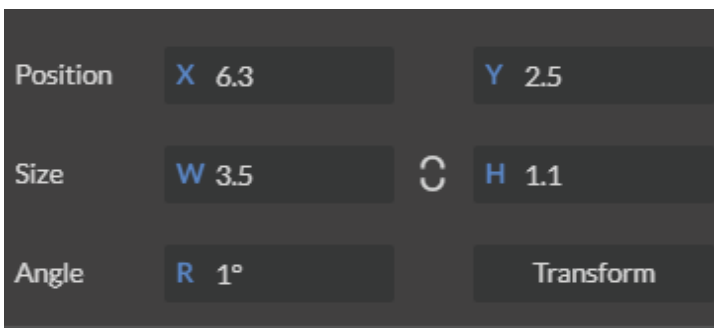 Position X 6.3 Y 2.5
Size W 3.5 H 1.1
Angle R 1° Transform